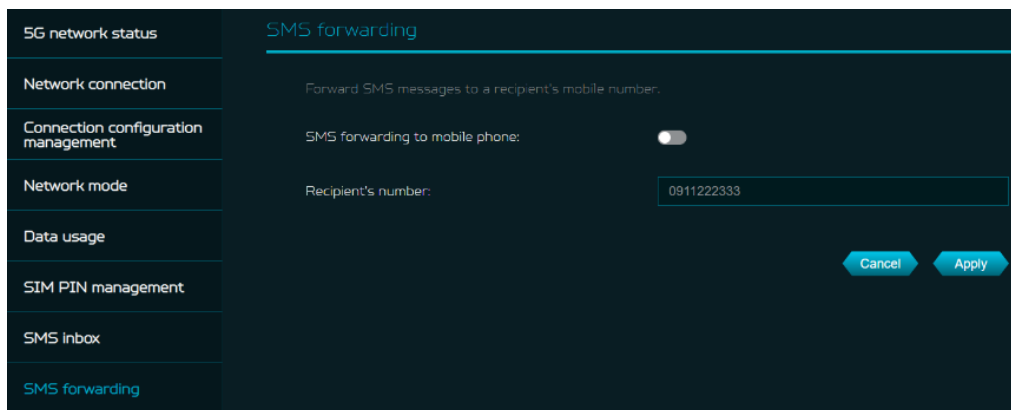 5G network status
Network connection
Connection configuration
management
Network mode
Data usage
SIM PIN management
SMS inbox
SMS forwarding
SMS forwarding
Forward SMS messages to a recipient's mobile number.
SMS forwarding to mobile phone:
Recipient's number:
0911222333
Cancel
Apply